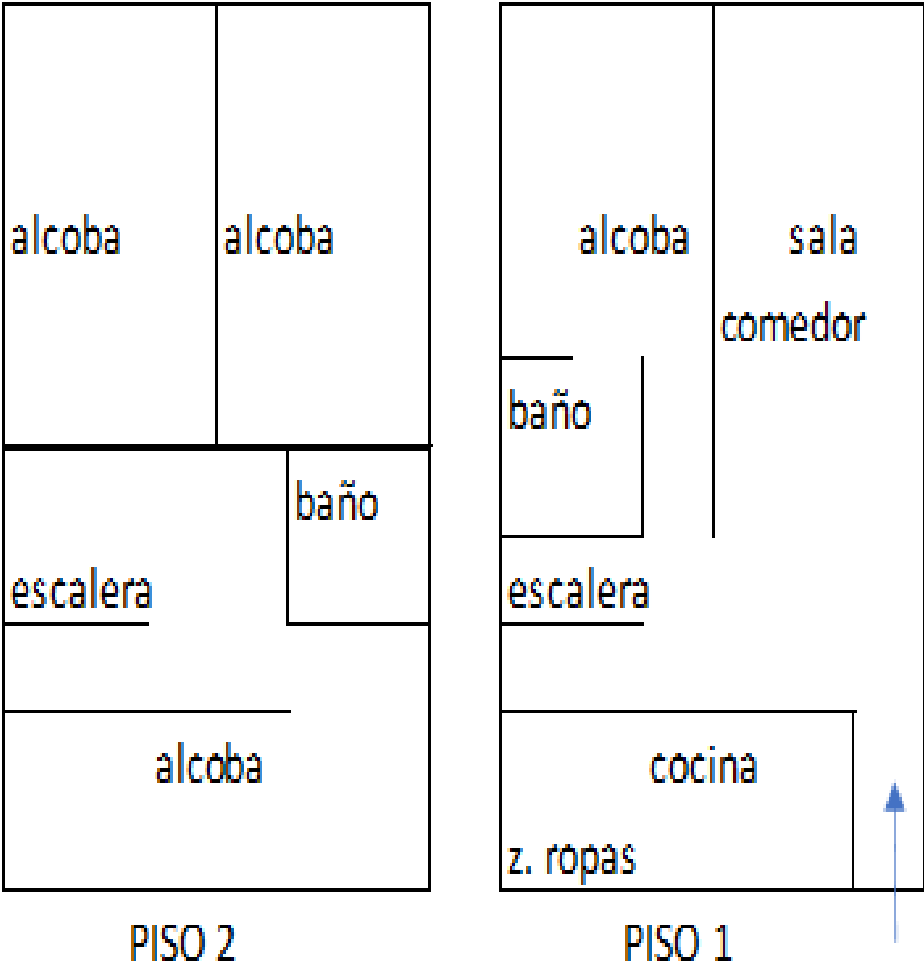 alcoba
alcoba
baño
escalera
alcoba
PISO 2
alcoba
sala
comedor
baño
escalera
cocina
z. ropas
PISO 1